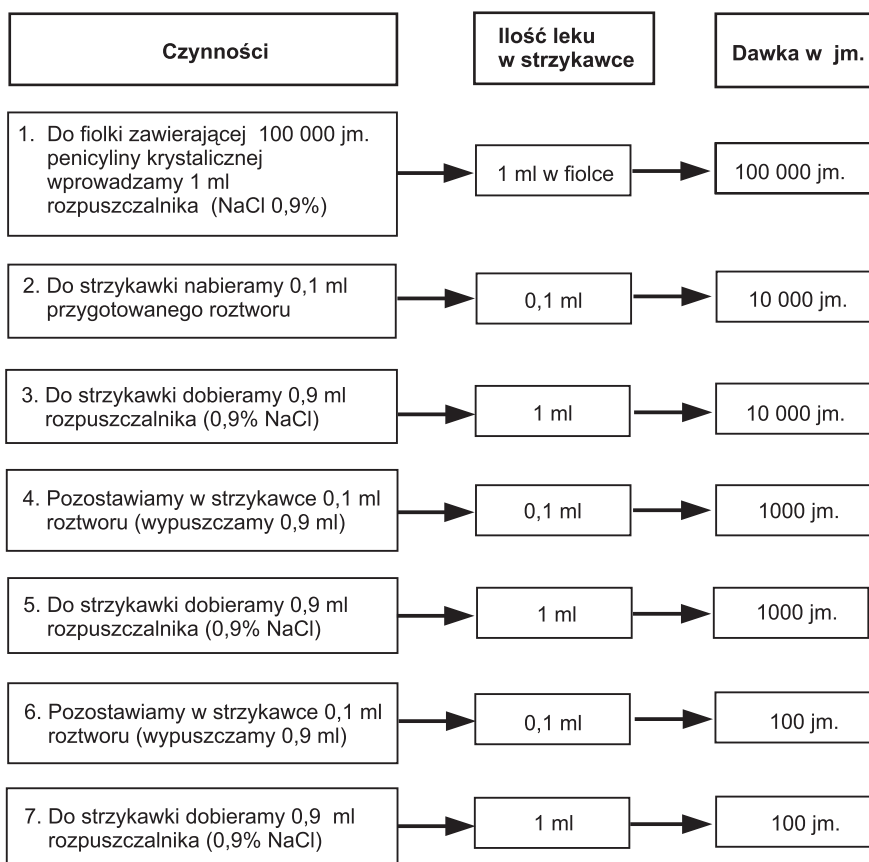 Czynności
Ilość leku
w strzykawce
Dawka w jm.
1. Do fiolki zawierającej 100 000 jm.
penicyliny krystalicznej
wprowadzamy 1 ml
rozpuszczalnika (NaCl 0,9%)
1 ml w fiolce
100 000 jm.
2. Do strzykawki nabieramy 0,1 ml
przygotowanego roztworu
0,1 ml
10 000 jm.
3. Do strzykawki dobieramy 0,9 ml
rozpuszczalnika (0,9% NaCl)
1 ml
10 000 jm.
4. Pozostawiamy w strzykawce 0,1 ml
roztworu (wypuszczamy 0,9 ml)
0,1 ml
1000 jm.
5. Do strzykawki dobieramy 0,9 ml
rozpuszczalnika (0,9% NaCl)
1 ml
1000 jm.
6. Pozostawiamy w strzykawce 0,1 ml
roztworu (wypuszczamy 0,9 ml)
0,1 ml
100 jm.
7. Do strzykawki dobieramy 0,9 ml
rozpuszczalnika (0,9% NaCl)
1 ml
100 jm.